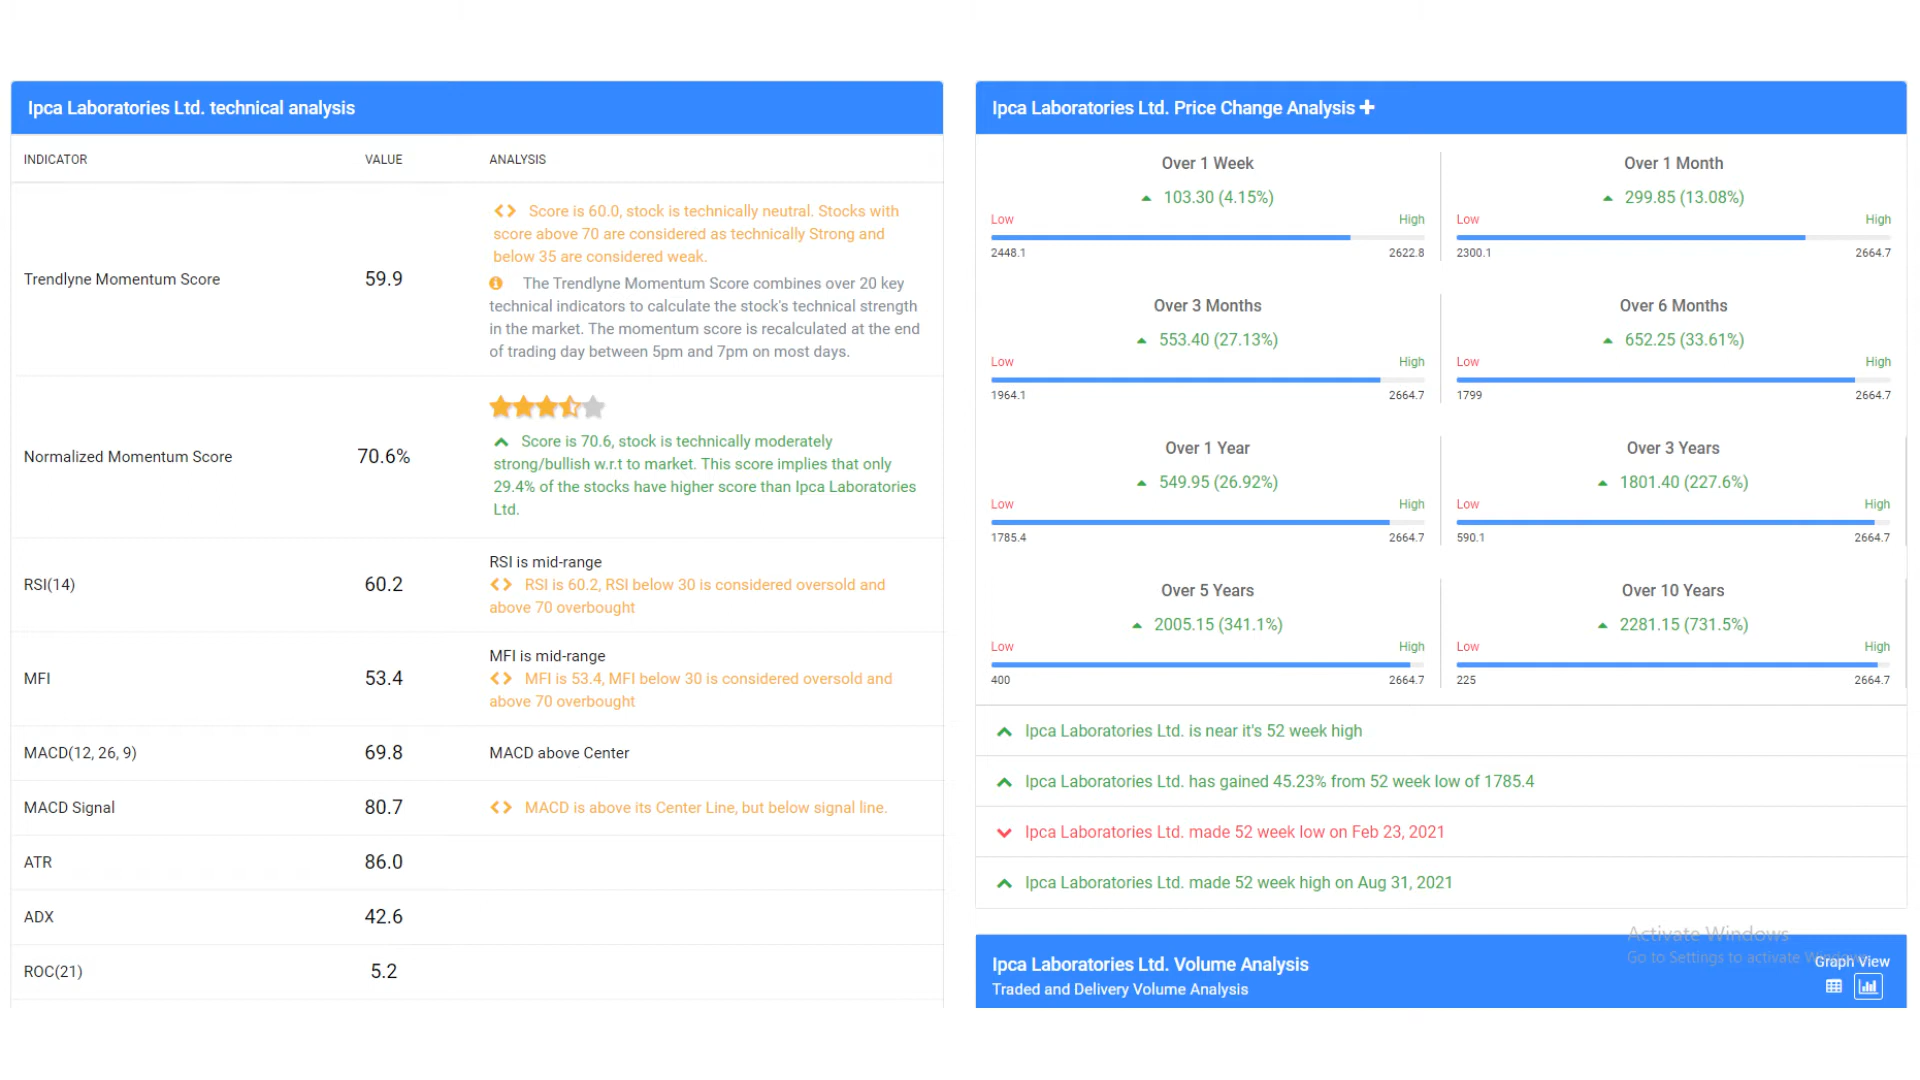 Ipca Laboratories Ltd. technical analysis
INDICATOR VALUE ANALYSIS
Trendlyne Momentum Score 59.9
Score is 60.0, stock is technically neutral. Stocks with
score above 70 are considered as technically Strong and
below 35 are considered weak.
The Trendlyne Momentum Score combines over 20 key
technical indicators to calculate the stock's technical strength
in the market. The momentum score is recalculated at the end
of trading day between 5pm and 7pm on most days.
Normalized Momentum Score 70.6%
Score is 70.6, stock is technically moderately
strong/bullish w.r.t to market. This score implies that only
29.4% of the stocks have higher score than Ipca Laboratories
Ltd.
RSI(14) 60.2
RSI is mid-range
RSI is 60.2, RSI below 30 is considered oversold and
above 70 overbought
MFI 53.4
MFI is mid-range
MFI is 53.4, MFI below 30 is considered oversold and
above 70 overbought
MACD(12, 26, 9) 69.8 MACD above Center
MACD Signal 80.7 MACD is above its Center Line, but below signal line.
ATR 86.0
ADX 42.6
ROC(21) 5.2
Ipca Laboratories Ltd. Price Change Analysis
Over 1 Week
103.30 (4.15%)
Low High
2448.1 2622.8
Over 1 Month
299.85 (13.08%)
Low High
2300.1 2664.7
Over 3 Months
553.40 (27.13%)
Low High
1964.1 2664.7
Over 6 Months
652.25 (33.61%)
Low High
1799 2664.7
Over 1 Year
549.95 (26.92%)
Low High
1785.4 2664.7
Over 3 Years
1801.40 (227.6%)
Low High
590.1 2664.7
Over 5 Years
2005.15 (341.1%)
Low High
400 2664.7
Over 10 Years
2281.15 (731.5%)
Low High
225 2664.7
Ipca Laboratories Ltd. is near it's 52 week high
Ipca Laboratories Ltd. has gained 45.23% from 52 week low of 1785.4
Ipca Laboratories Ltd. made 52 week low on Feb 23, 2021
Ipca Laboratories Ltd. made 52 week high on Aug 31, 2021
Ipca Laboratories Ltd. Volume Analysis
Traded and Delivery Volume Analysis
Graph View
Activate Windows
Go to Settings to activate